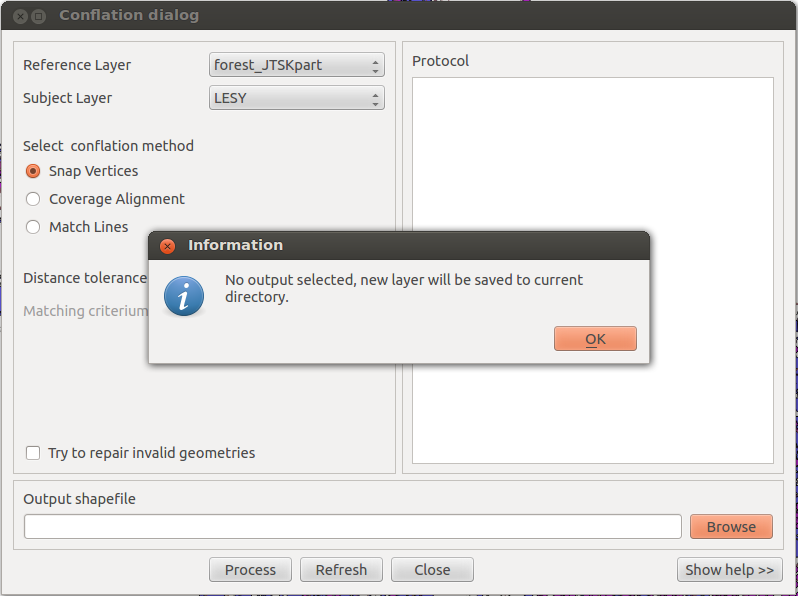 Conflation dialog
Reference Layer
forest_JTSKpart
Subject Layer
LESY
Select  conflation method
Snap Vertices
Coverage Alignment
Match Lines
Distance tolerance
Matching criterium
Try to repair invalid geometries
Protocol
Information
No output selected, new layer will be saved to current
directory.
OK
Output shapefile
Browse
Process
Refresh
Close
Show help >>